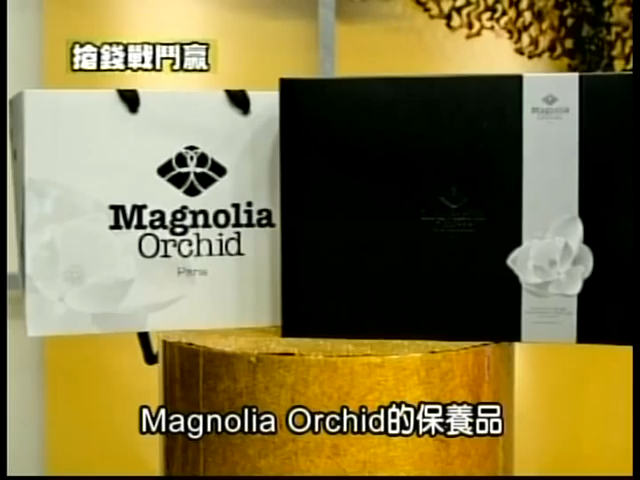 搶錢戰鬥贏
Magnolia
Orchid
Paris
Magnolia
Magnolia Orchid的保養品